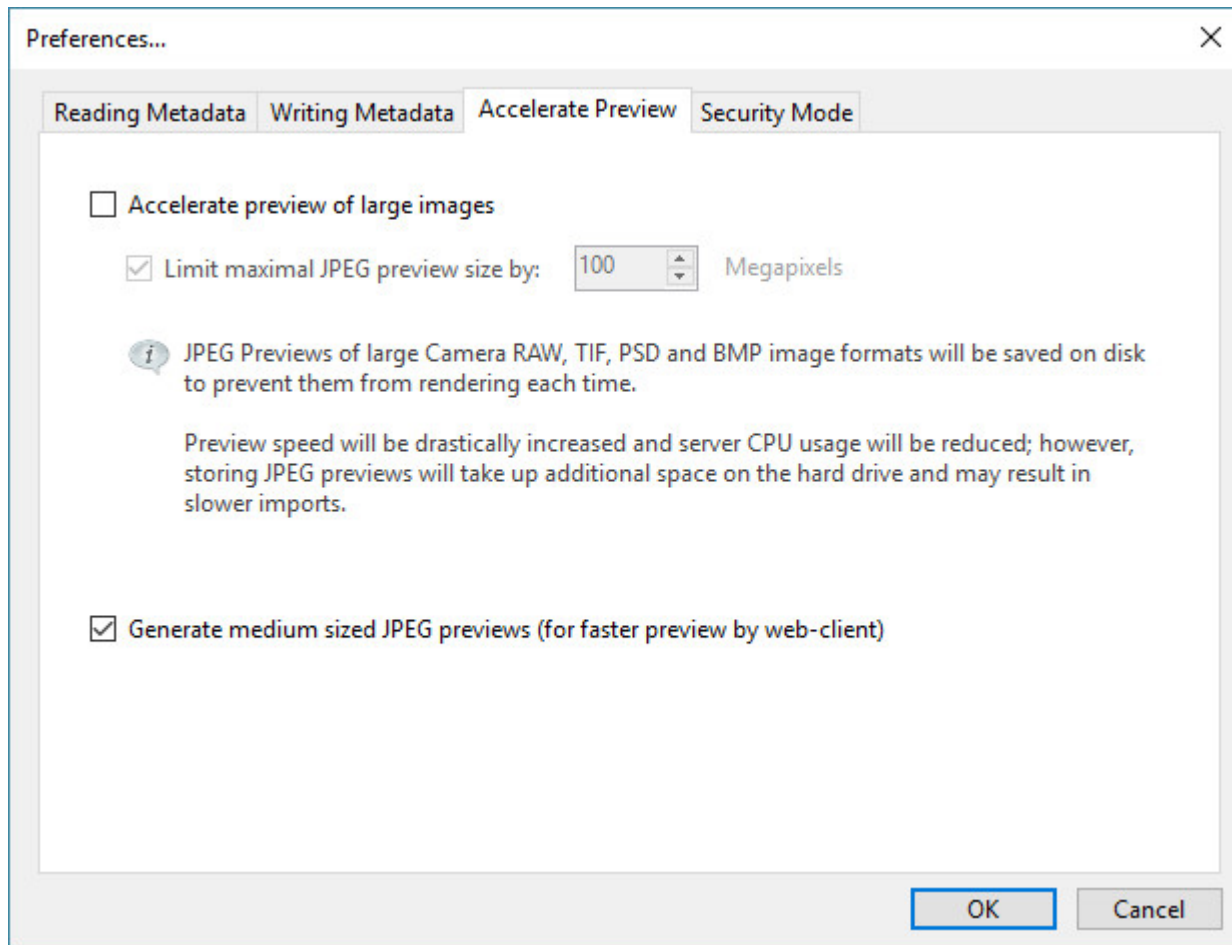 Preferences...
Reading Metadata Writing Metadata Accelerate Preview Security Mode
Accelerate preview of large images
Limit maximal JPEG preview size by: 100 Megapixels
JPEG Previews of large Camera RAW, TIF, PSD and BMP image formats will be saved on disk
to prevent them from rendering each time.
Preview speed will be drastically increased and server CPU usage will be reduced; however,
storing JPEG previews will take up additional space on the hard drive and may result in
slower imports.
Generate medium sized JPEG previews (for faster preview by web-client)
OK Cancel